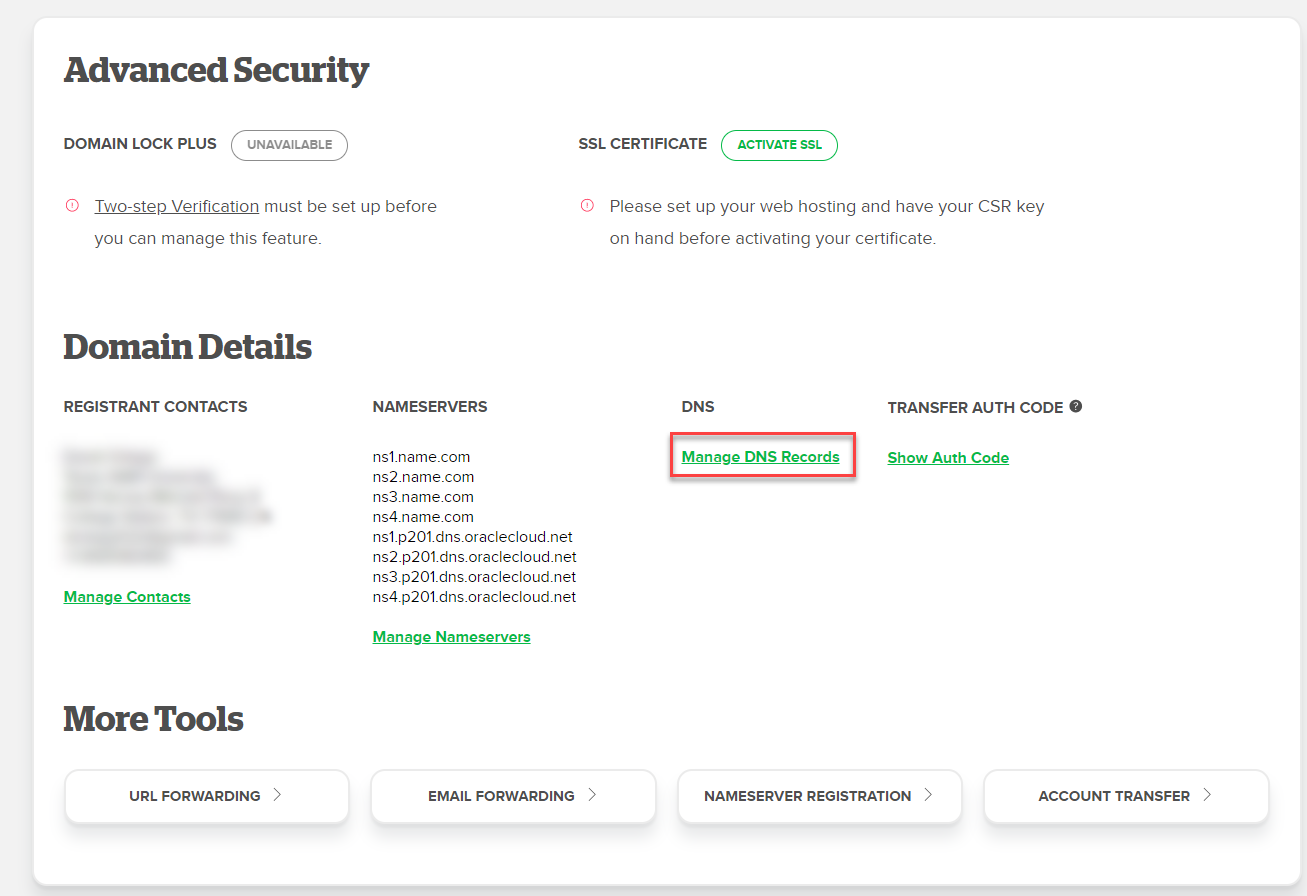 Advanced Security
DOMAIN LOCK PLUS
UNAVAILABLE
Two-step Verification must be set up before
you can manage this feature.
SSL CERTIFICATE
ACTIVATE SSL
Please set up your web hosting and have your CSR key
on hand before activating your certificate.
Domain Details
REGISTRANT CONTACTS
Manage Contacts
NAMESERVERS
ns1.name.com
ns2.name.com
ns3.name.com
ns4.name.com
ns1.p201.dns.oraclecloud.net
ns2.p201.dns.oraclecloud.net
ns3.p201.dns.oraclecloud.net
ns4.p201.dns.oraclecloud.net
Manage Nameservers
DNS
Manage DNS Records
TRANSFER AUTH CODE ?
Show Auth Code
More Tools
URL FORWARDING
EMAIL FORWARDING
NAMESERVER REGISTRATION
ACCOUNT TRANSFER